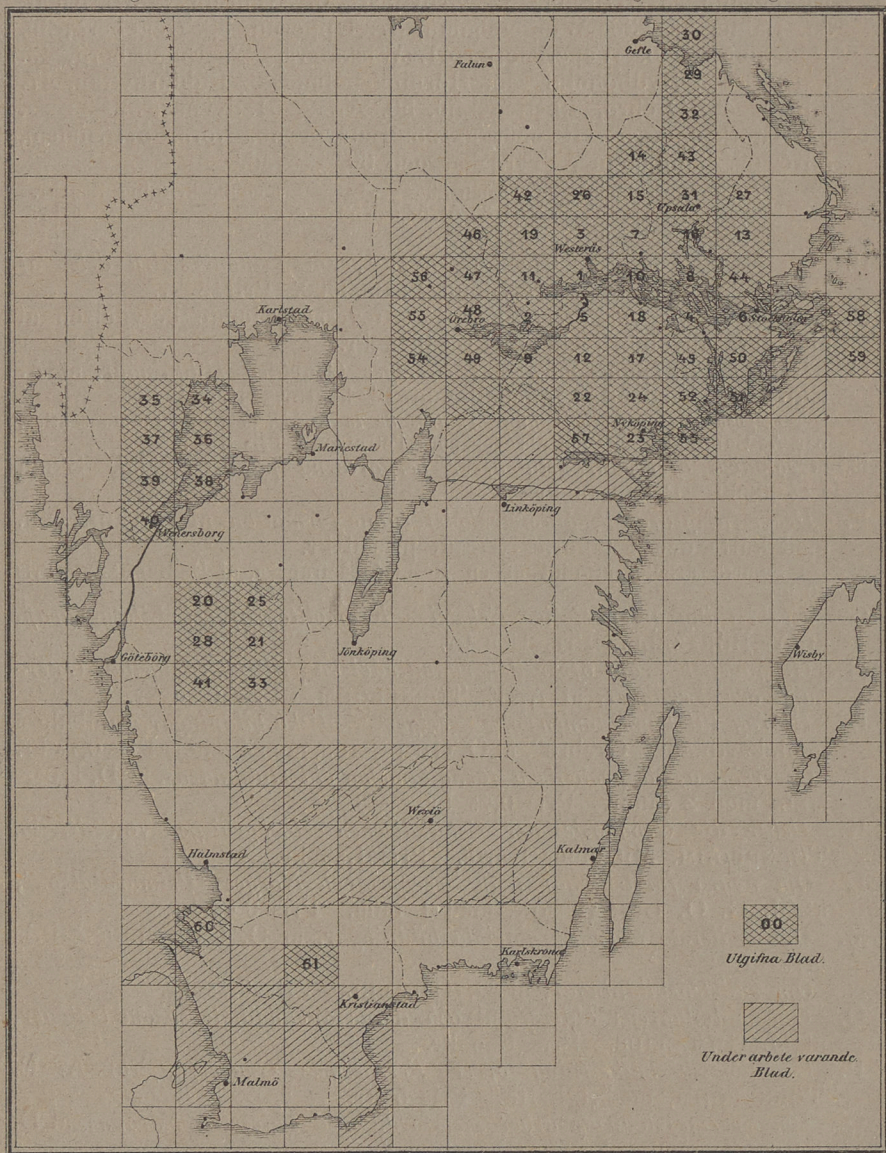 30
Gefle
Falun
29
32
14 43
42 26 15 31 27
Upsala
46 19 3 7 16 13
Westerås
56 47 11 1 10 8 44
Karlstad
55 48 2 5 18 4 6 Stockholm 58
Örebro
54 49 9 12 17 45 50 59
35 34 22 24 52 51
Nyköping
37 36 57 23 53
Mariestad
39 38
Linköping
40
Wenersborg
20 25
28 21
Göteborg
Jönköping
Wisby
41 33
Wexiö
Halmstad
Kalmar
60
00
Karlskrona
Utgifna Blad.
61
Kristianstad
Under arbete varande
Blad.
Malmö